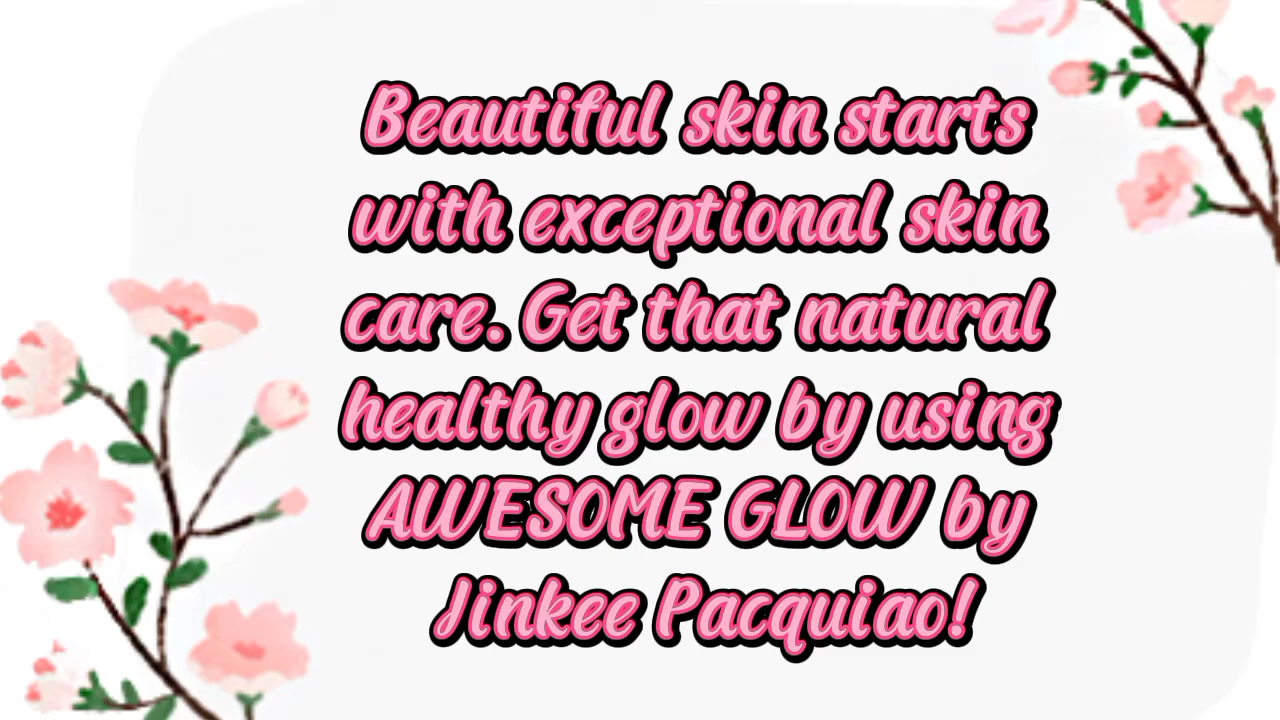 Beautiful skin starts
with exceptional skin
care. Get that natural
healthy glow by using
AWESOME GLOW by
Jinkee Pacquiao!